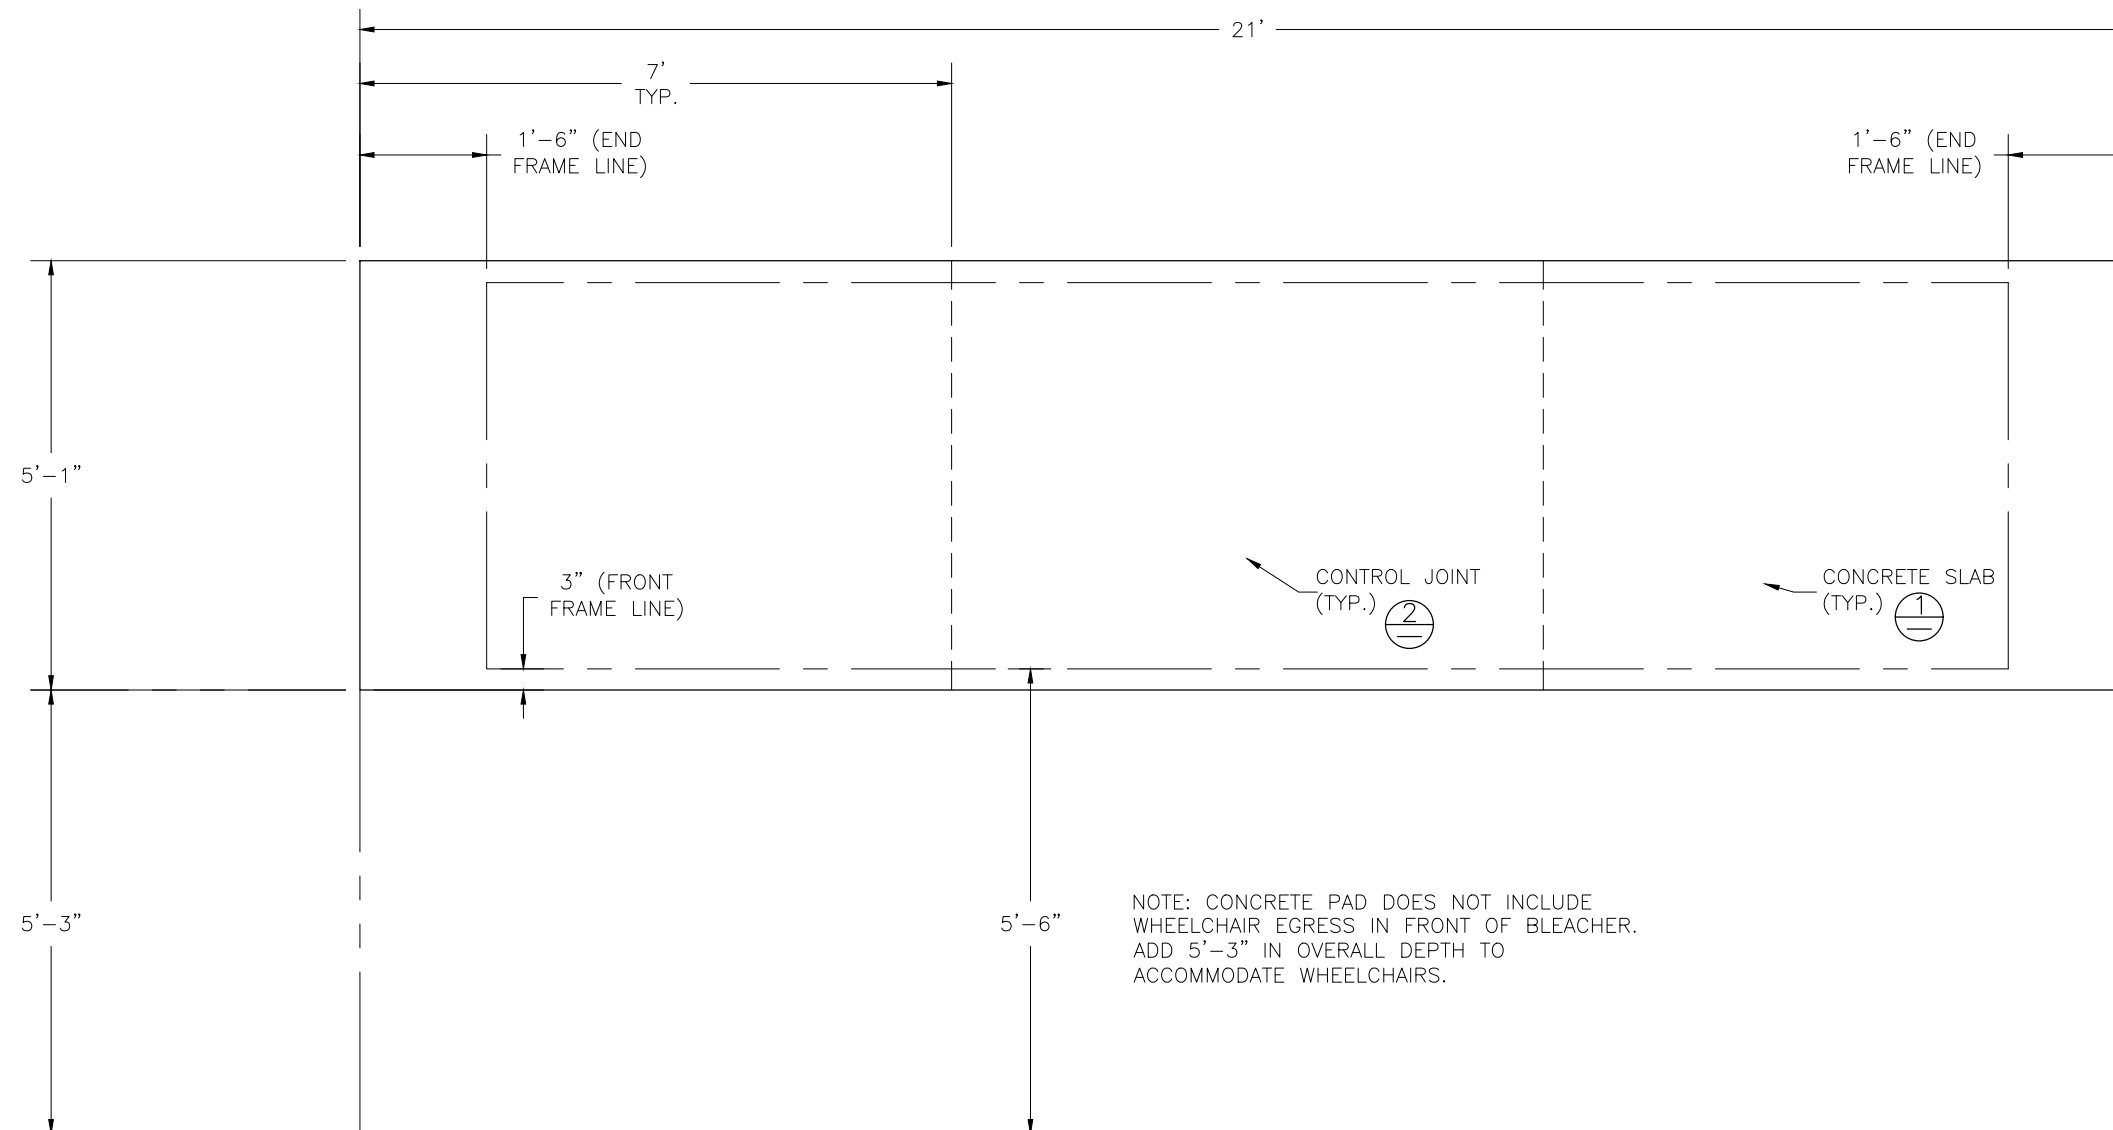 21'
7'
TYP.
1'-6" (END
FRAME LINE)
1'-6" (END
FRAME LINE)
5'-1"
3" (FRONT
FRAME LINE)
CONTROL JOINT
(TYP.)
2
CONCRETE SLAB
(TYP.)
1
5'-3"
5'-6"
NOTE: CONCRETE PAD DOES NOT INCLUDE
WHEELCHAIR EGRESS IN FRONT OF BLEACHER.
ADD 5'-3" IN OVERALL DEPTH TO
ACCOMMODATE WHEELCHAIRS.